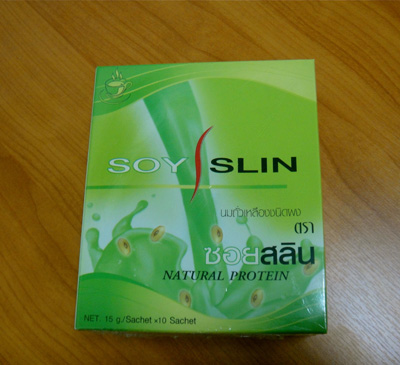 SOY SLIN
นมถั่วเหลืองชนิดผง
ตรา
ซอยสลิน
NATURAL PROTEIN
NET. 15 g./Sachet x10 Sachet